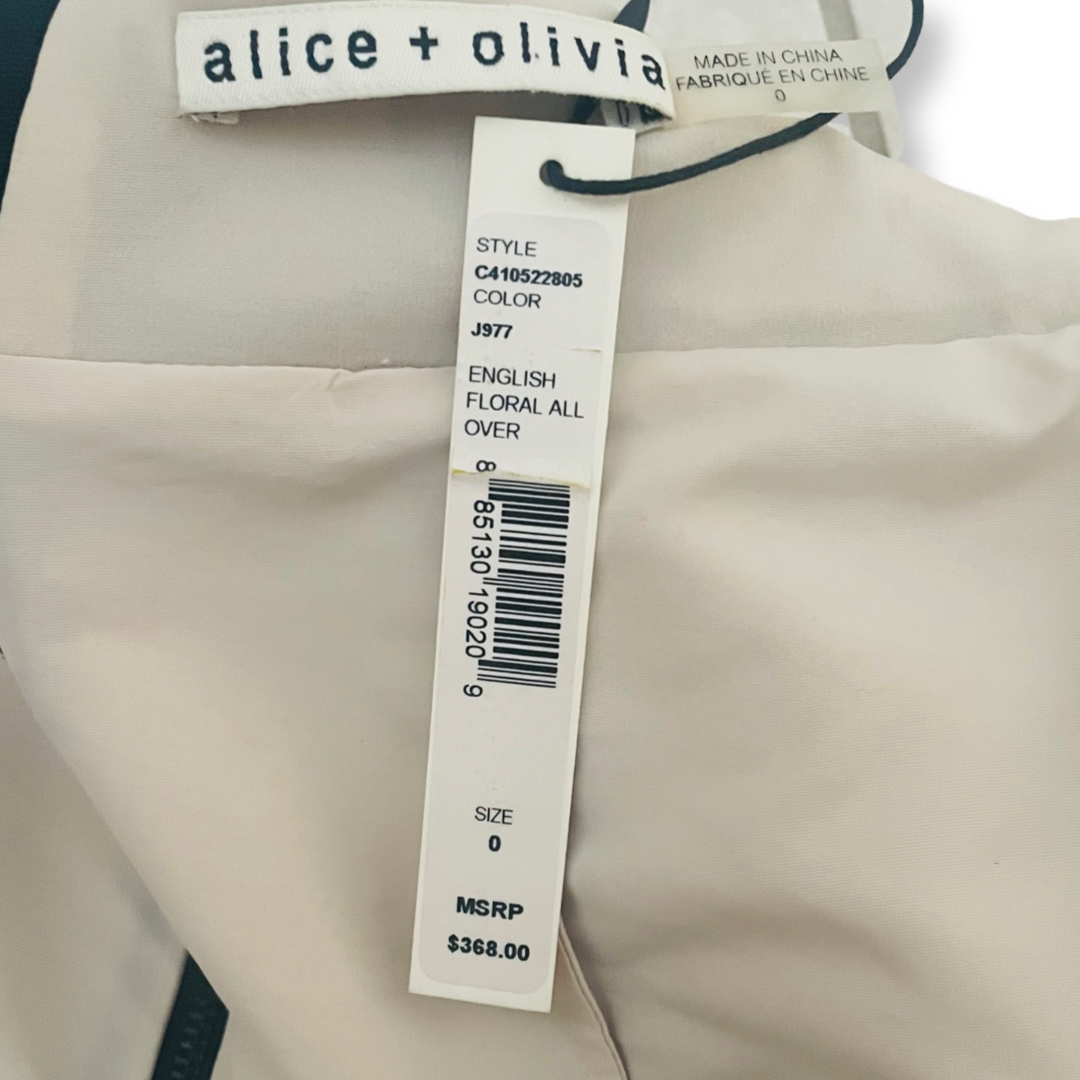 alice + olivia
MADE IN CHINA
FABRIQUÉ EN CHINE
0
STYLE
C410522805
COLOR
J977
ENGLISH
FLORAL ALL
OVER
8 85130 19020 9
SIZE
0
MSRP
$368.00